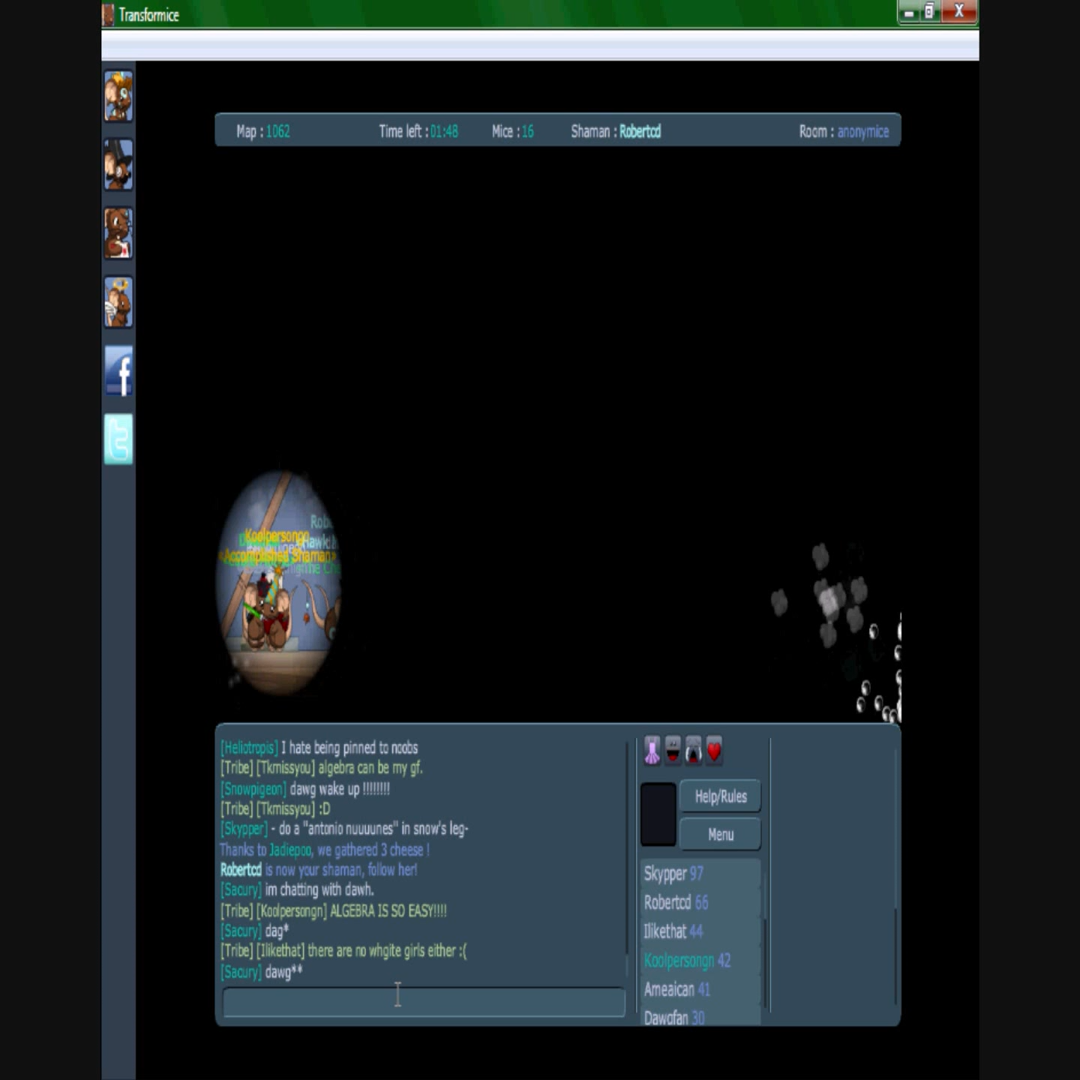 Transformice
Map : 1062 Time left : 01:48 Mice : 16 Shaman : Robertcd Room : anonymice
Koolpersongn
«Accomplished Shaman»
[Heliotropis] I hate being pinned to noobs
[Tribe] [Tkmissyou] algebra can be my gf.
[Snowpigeon] dawg wake up !!!!!!!!
[Tribe] [Tkmissyou] :D
[Skypper] - do a "antonio nuuuunes" in snow's leg-
Thanks to Jadiepoo, we gathered 3 cheese !
Robertcd is now your shaman, follow her!
[Sacury] im chatting with dawh.
[Tribe] [Koolpersongn] ALGEBRA IS SO EASY!!!!
[Sacury] dag*
[Tribe] [Ilikethat] there are no whgite girls either :(
[Sacury] dawg**
Help/Rules
Menu
Skypper 97
Robertcd 66
Ilikethat 44
Koolpersongn 42
Ameaican 41
Dawgfan 30